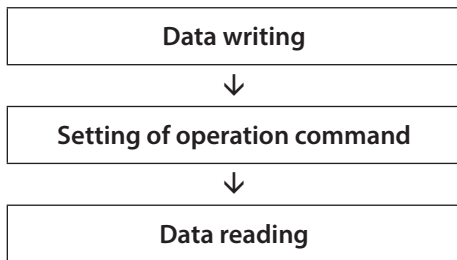 Data writing
↓
Setting of operation command
↓
Data reading